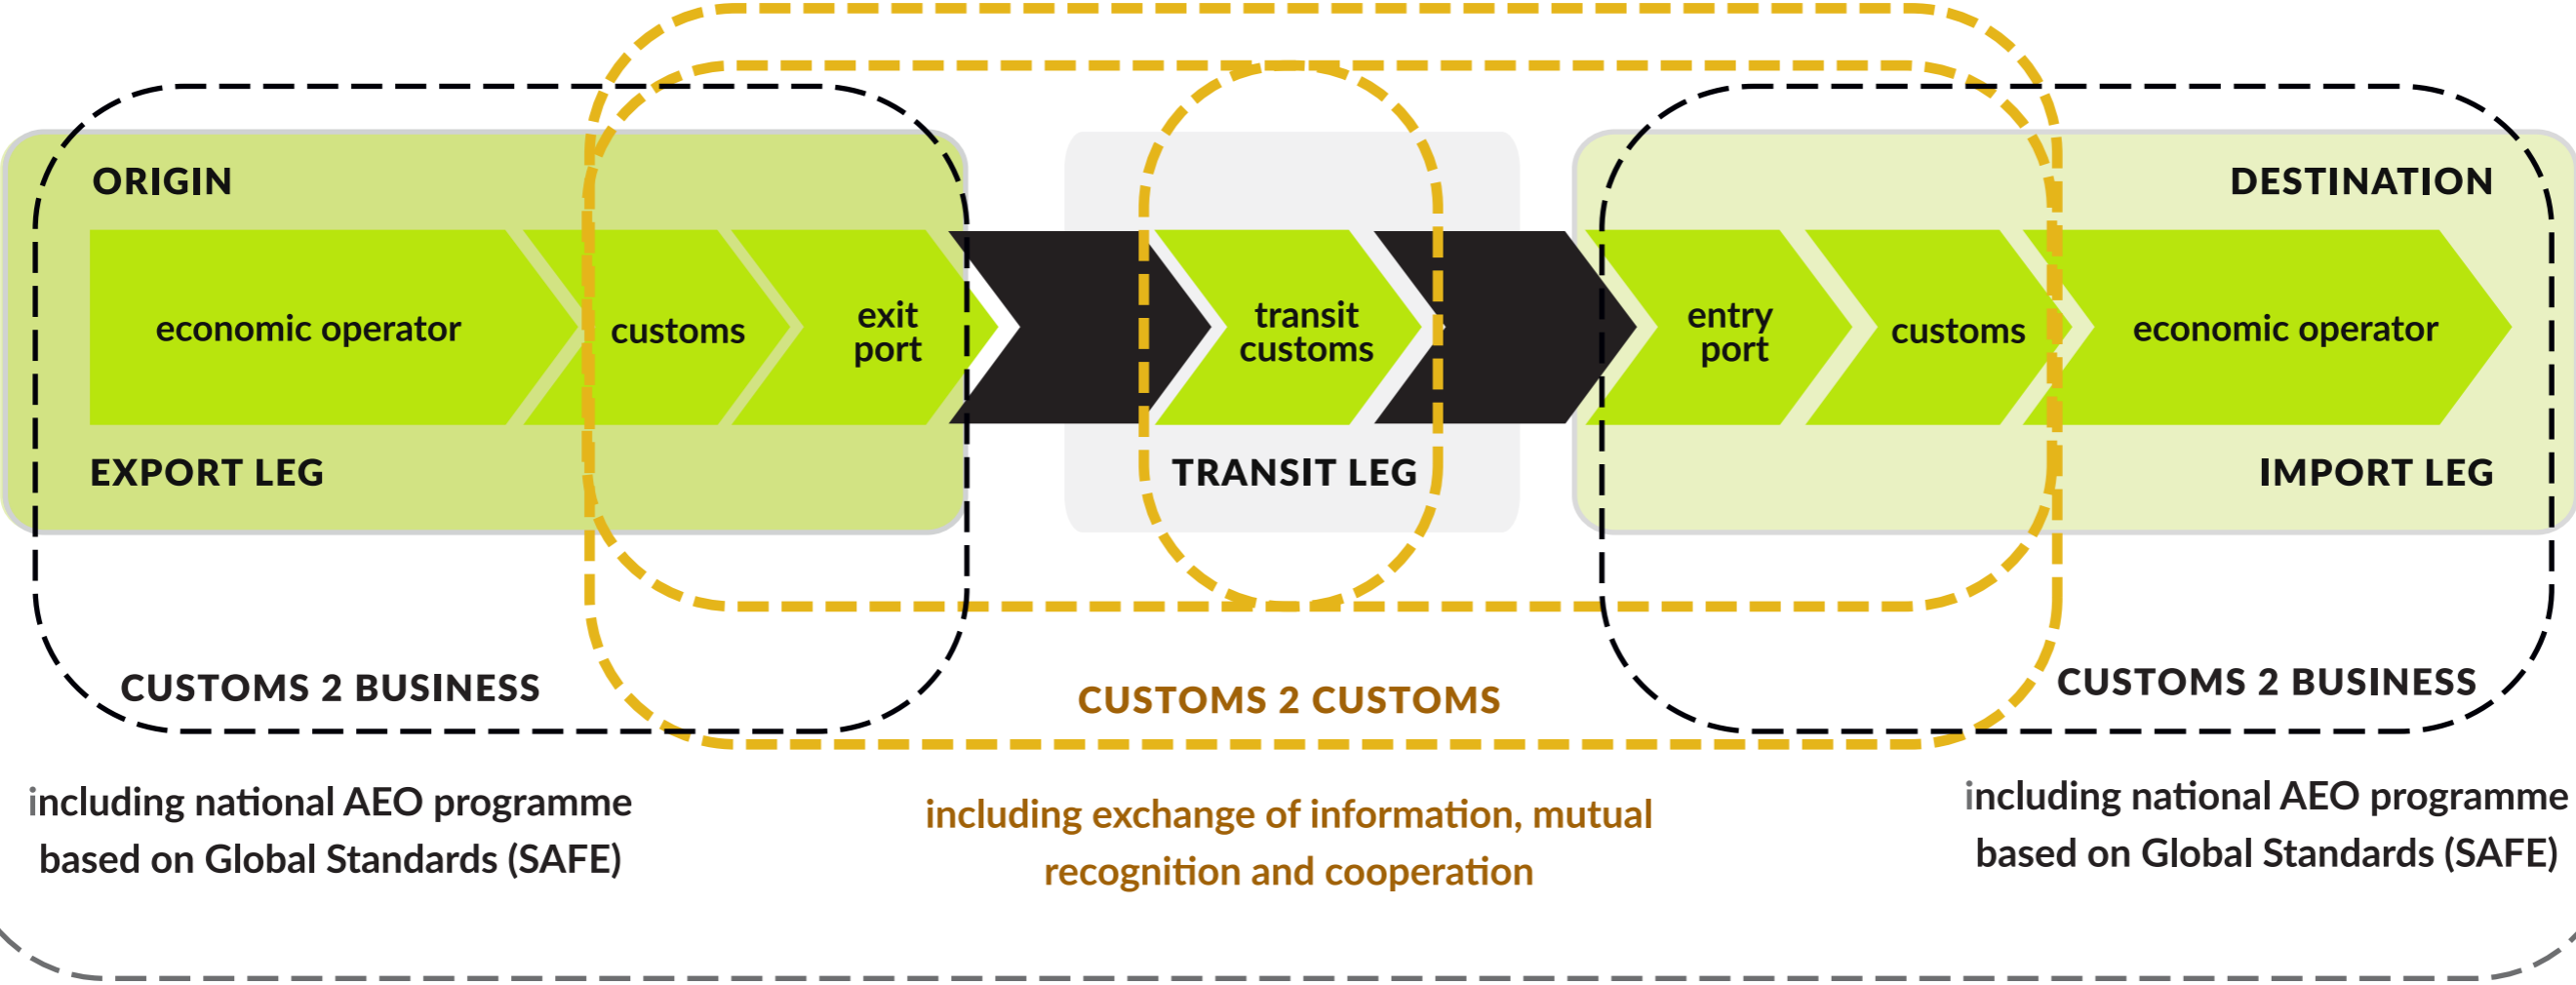 ORIGIN
DESTINATION
economic operator
customs
exit
port
transit
customs
entry
port
customs
economic operator
EXPORT LEG
TRANSIT LEG
IMPORT LEG
CUSTOMS 2 BUSINESS
CUSTOMS 2 CUSTOMS
CUSTOMS 2 BUSINESS
including national AEO programme
based on Global Standards (SAFE)
including exchange of information, mutual
recognition and cooperation
including national AEO programme
based on Global Standards (SAFE)